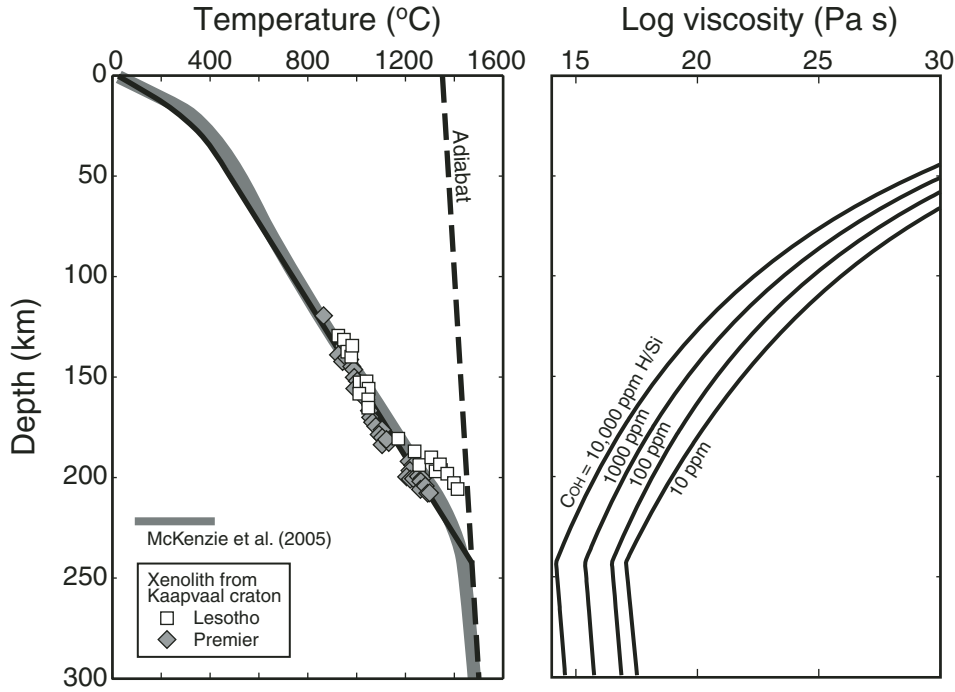 Temperature (°C)
Log viscosity (Pa s)
0 400 800 1200 1600
15 20 25 30
0
50
100
150
200
250
300
Depth (km)
Adiabat
McKenzie et al. (2005)
Xenolith from
Kaapvaal craton
Lesotho
Premier
COH = 10,000 ppm H/Si
1000 ppm
100 ppm
10 ppm